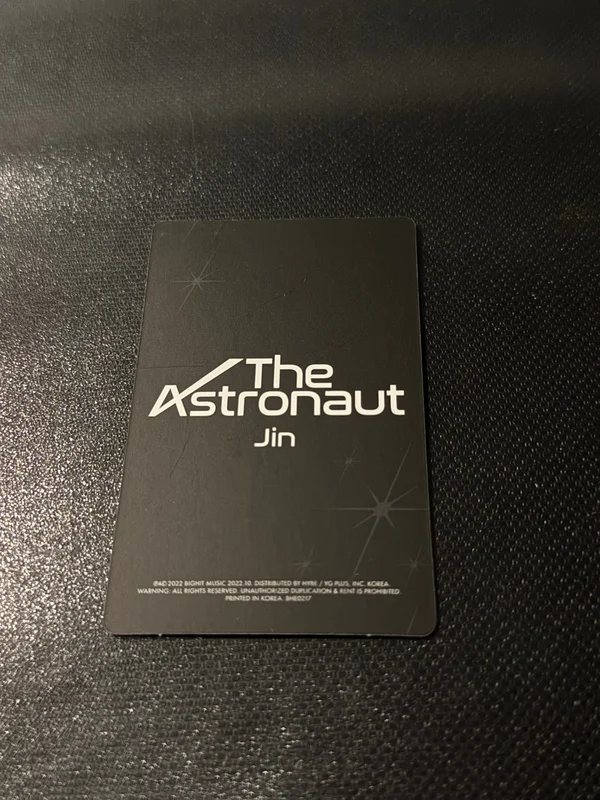 The
Astronaut
Jin
℗&© 2022 BIGHIT MUSIC 2022.10. DISTRIBUTED BY HYBE / YG PLUS, INC. KOREA.
WARNING: ALL RIGHTS RESERVED. UNAUTHORIZED DUPLICATION & RENT IS PROHIBITED.
PRINTED IN KOREA. BHE0217